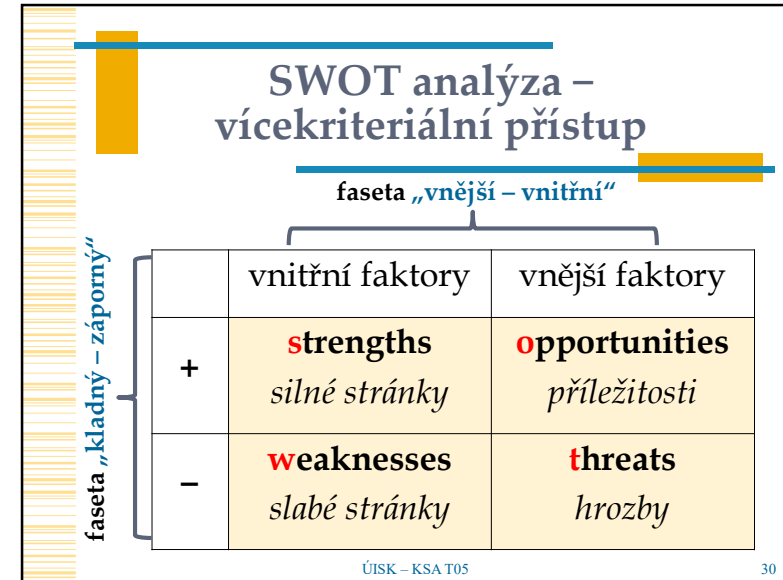 SWOT analýza –
vícekriteriální přístup
faseta „vnější – vnitřní“
faseta „kladný – záporný“
vnitřní faktory
vnější faktory
+
strengths
silné stránky
opportunities
příležitosti
–
weaknesses
slabé stránky
threats
hrozby
ÚISK – KSA T05
30